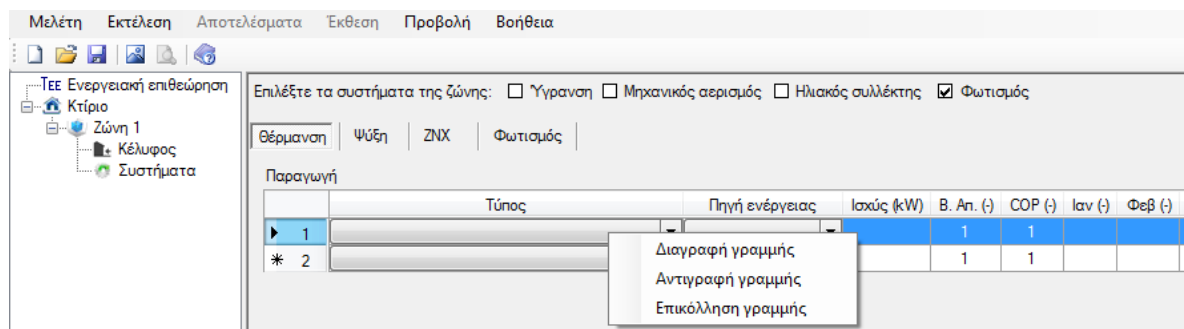 Μελέτη Εκτέλεση Αποτελέσματα Έκθεση Προβολή Βοήθεια
ΤΕΕ Ενεργειακή επιθεώρηση
Κτίριο
Ζώνη 1
Κέλυφος
Συστήματα
Επιλέξτε τα συστήματα της ζώνης: Ύγρανση Μηχανικός αερισμός Ηλιακός συλλέκτης Φωτισμός
Θέρμανση Ψύξη ΖΝΧ Φωτισμός
Παραγωγή
Τύπος Πηγή ενέργειας Ισχύς (kW) Β. Απ. (-) COP (-) Ιαν (-) Φεβ (-)
1 1 1
2 1 1
Διαγραφή γραμμής
Αντιγραφή γραμμής
Επικόλληση γραμμής